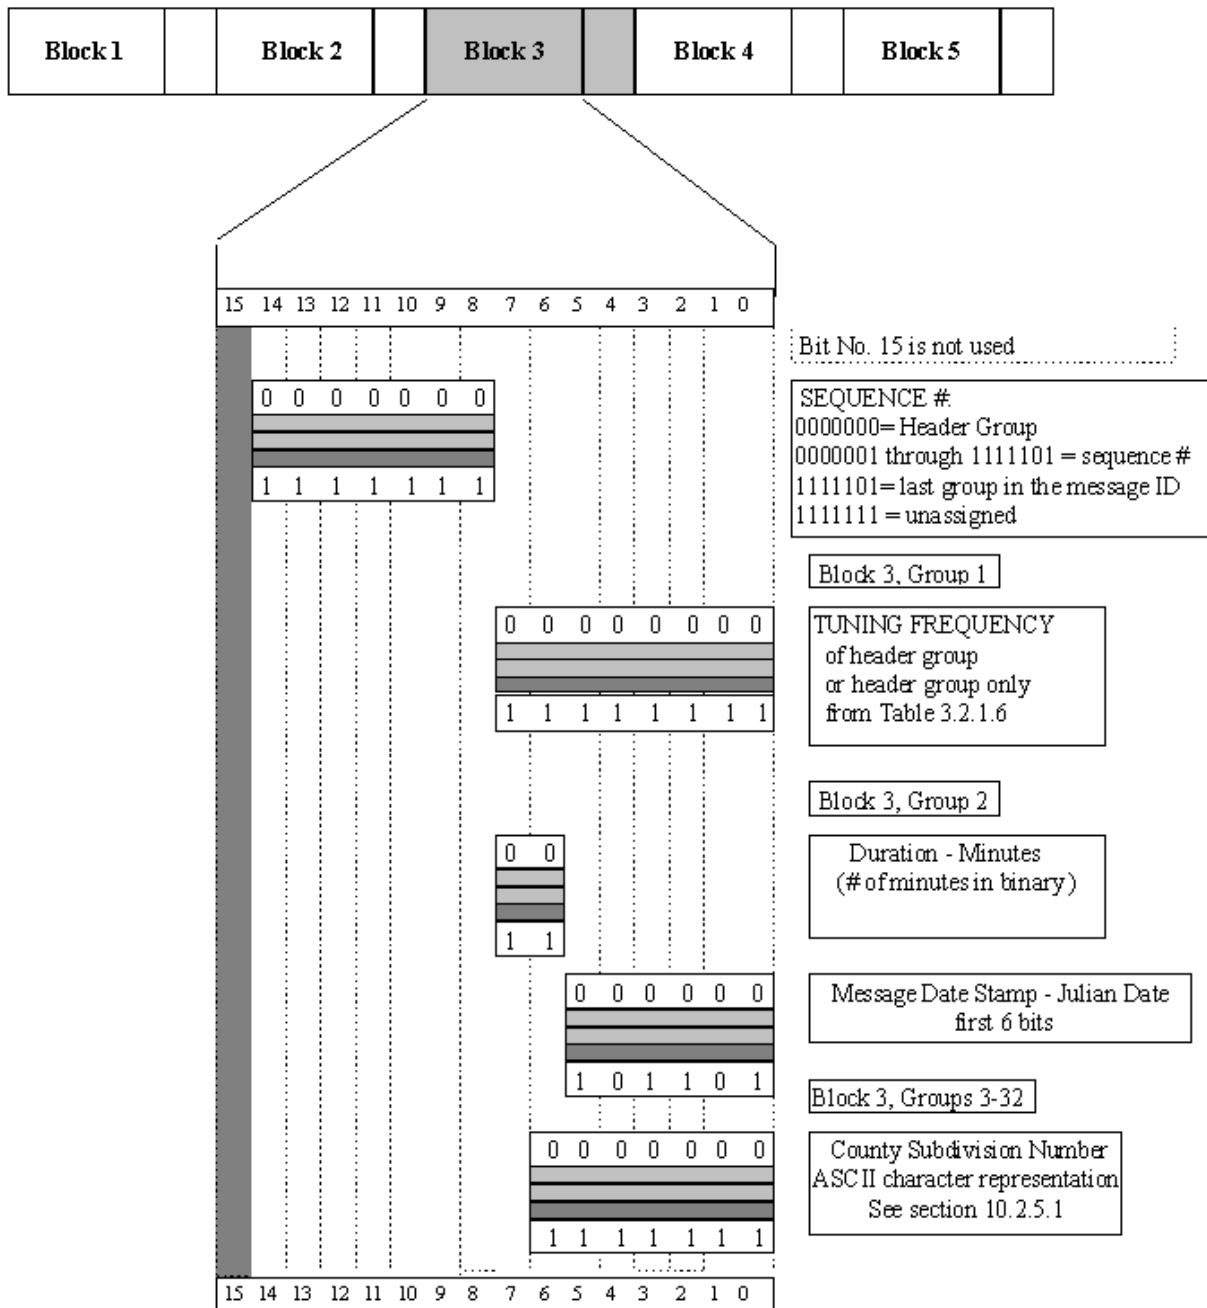 Block 1 Block 2 Block 3 Block 4 Block 5
15 14 13 12 11 10 9 8 7 6 5 4 3 2 1 0
Bit No. 15 is not used
0 0 0 0 0 0 0
1 1 1 1 1 1 1
SEQUENCE #
0000000= Header Group
0000001 through 1111101 = sequence #
1111101= last group in the message ID
1111111 = unassigned
Block 3, Group 1
0 0 0 0 0 0 0 0
1 1 1 1 1 1 1 1
TUNING FREQUENCY
of header group
or header group only
from Table 3.2.1.6
Block 3, Group 2
0 0
1 1
Duration - Minutes
(# of minutes in binary)
0 0 0 0 0 0
1 0 1 1 0 1
Message Date Stamp - Julian Date
first 6 bits
Block 3, Groups 3-32
0 0 0 0 0 0 0
1 1 1 1 1 1 1
County Subdivision Number
ASCII character representation
See section 10.2.5.1
15 14 13 12 11 10 9 8 7 6 5 4 3 2 1 0